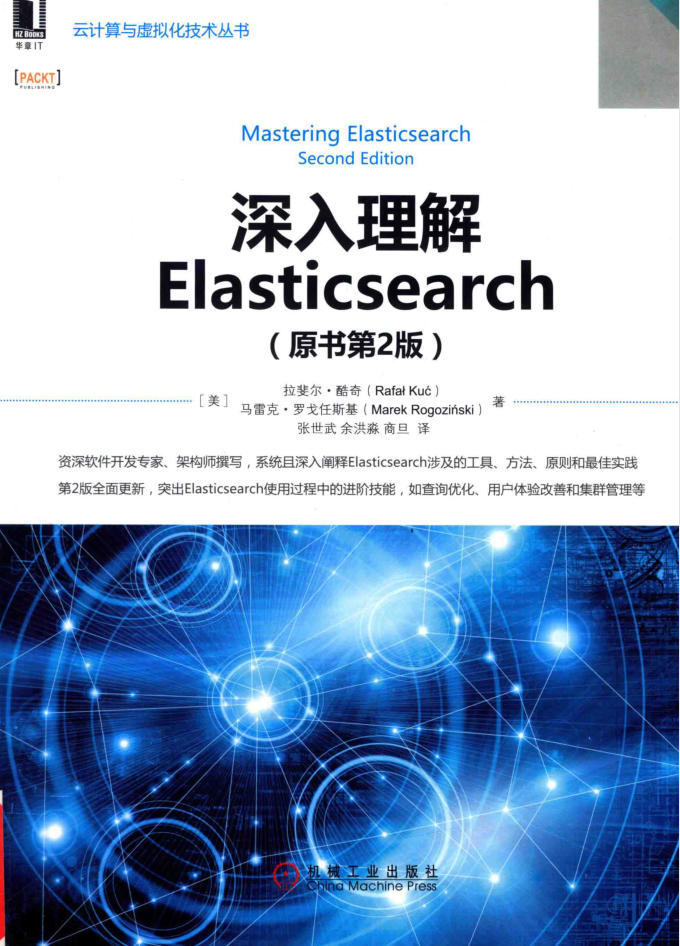 HZ BOOKS
华章IT
云计算与虚拟化技术丛书
[PACKT]
PUBLISHING
Mastering Elasticsearch
Second Edition
深入理解
Elasticsearch
（原书第2版）
[美] 拉斐尔·酷奇（Rafał Kuć）
马雷克·罗戈任斯基（Marek Rogoziński） 著
张世武 余洪淼 商旦 译
资深软件开发专家、架构师撰写，系统且深入阐释Elasticsearch涉及的工具、方法、原则和最佳实践
第2版全面更新，突出Elasticsearch使用过程中的进阶技能，如查询优化、用户体验改善和集群管理等
机械工业出版社
China Machine Press